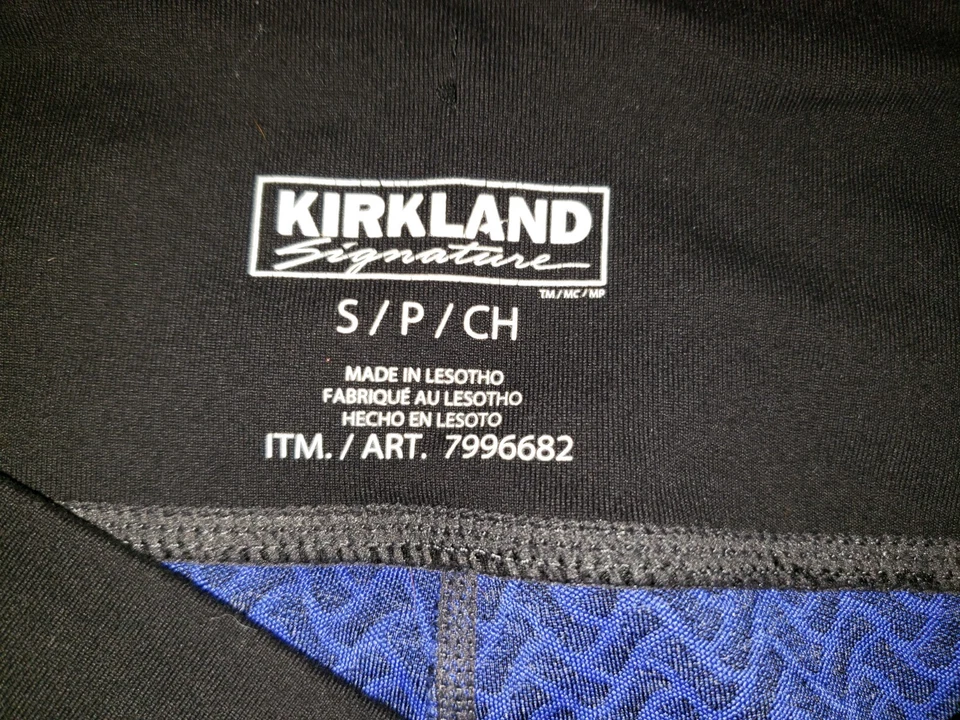 KIRKLAND
Signature
TM/MC/MP
S / P / CH
MADE IN LESOTHO
FABRIQUÉ AU LESOTHO
HECHO EN LESOTO
ITM. / ART. 7996682